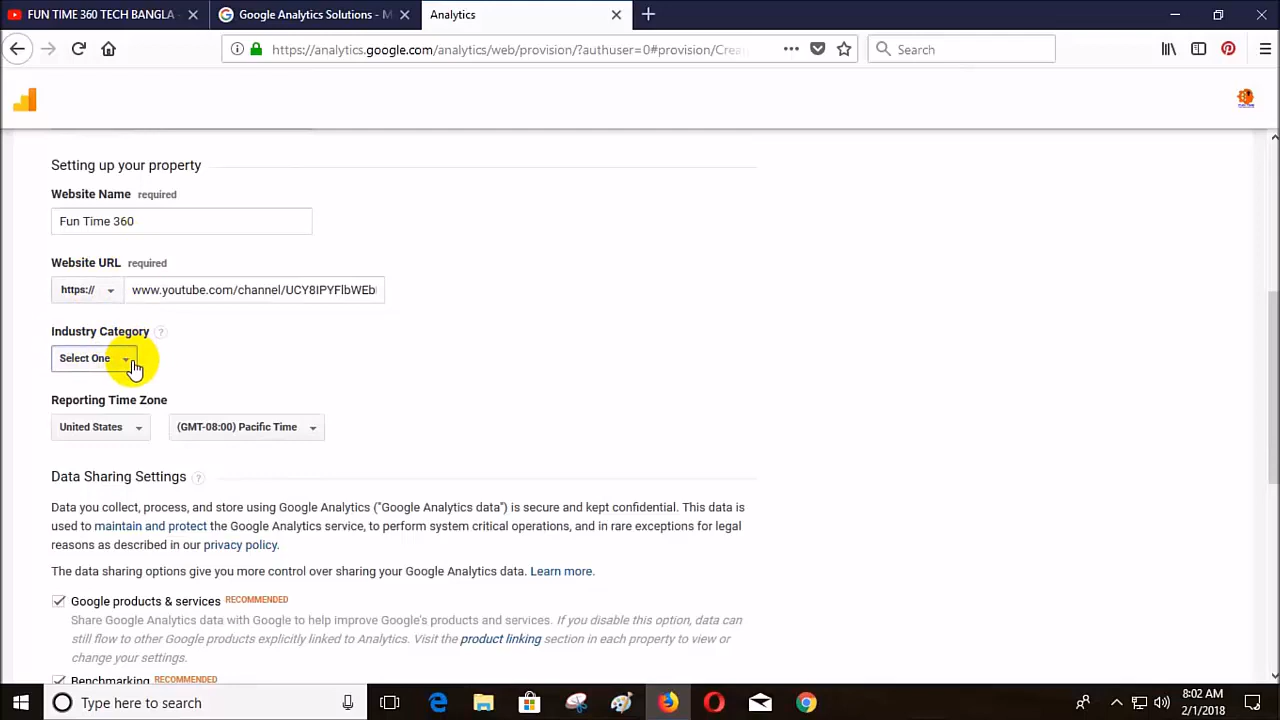 FUN TIME 360 TECH BANGLA -
Google Analytics Solutions - M
Analytics
https://analytics.google.com/analytics/web/provision/?authuser=0#provision/Crea
Search
Setting up your property
Website Name required
Fun Time 360
Website URL required
https://
www.youtube.com/channel/UCY8IPYFlbWEb
Industry Category ?
Select One
Reporting Time Zone
United States
(GMT-08:00) Pacific Time
Data Sharing Settings ?
Data you collect, process, and store using Google Analytics ("Google Analytics data") is secure and kept confidential. This data is
used to maintain and protect the Google Analytics service, to perform system critical operations, and in rare exceptions for legal
reasons as described in our privacy policy.
The data sharing options give you more control over sharing your Google Analytics data. Learn more.
Google products & services RECOMMENDED
Share Google Analytics data with Google to help improve Google's products and services. If you disable this option, data can
still flow to other Google products explicitly linked to Analytics. Visit the product linking section in each property to view or
change your settings.
Benchmarking RECOMMENDED
Type here to search
8:02 AM
2/1/2018